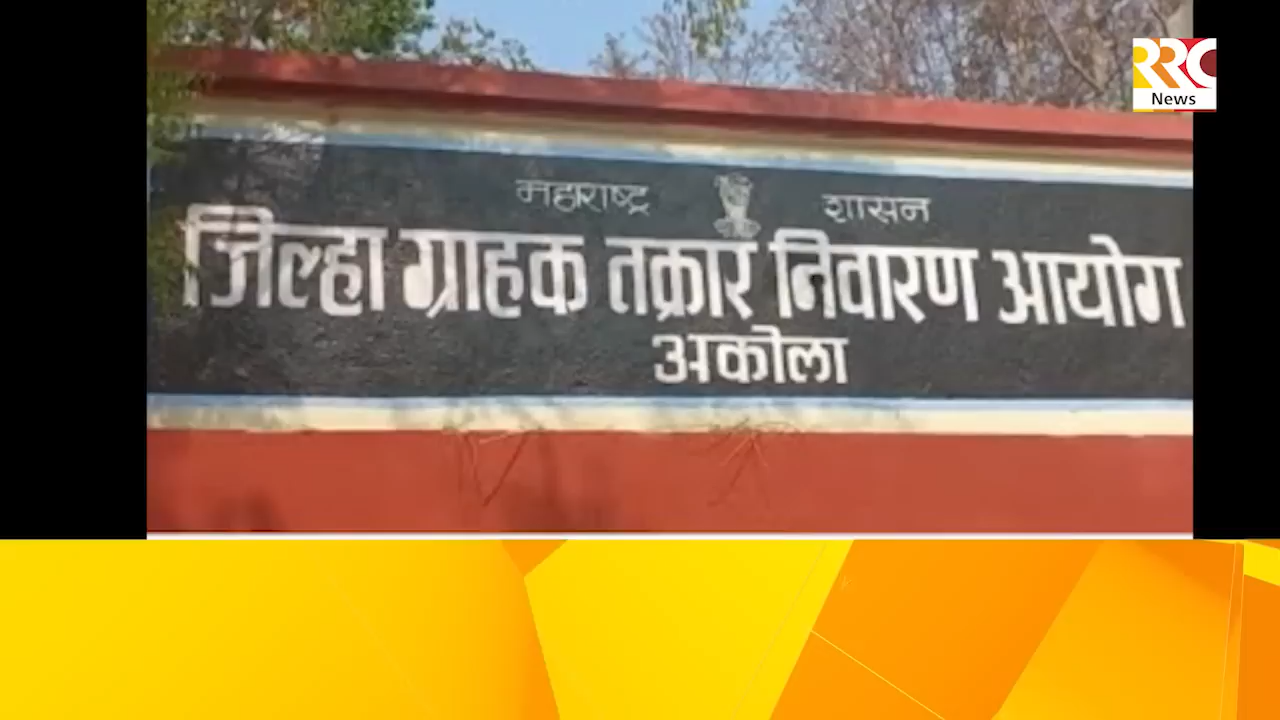 RRC
News
महाराष्ट्र शासन
जिल्हा ग्राहक तक्रार निवारण आयोग
अकोला